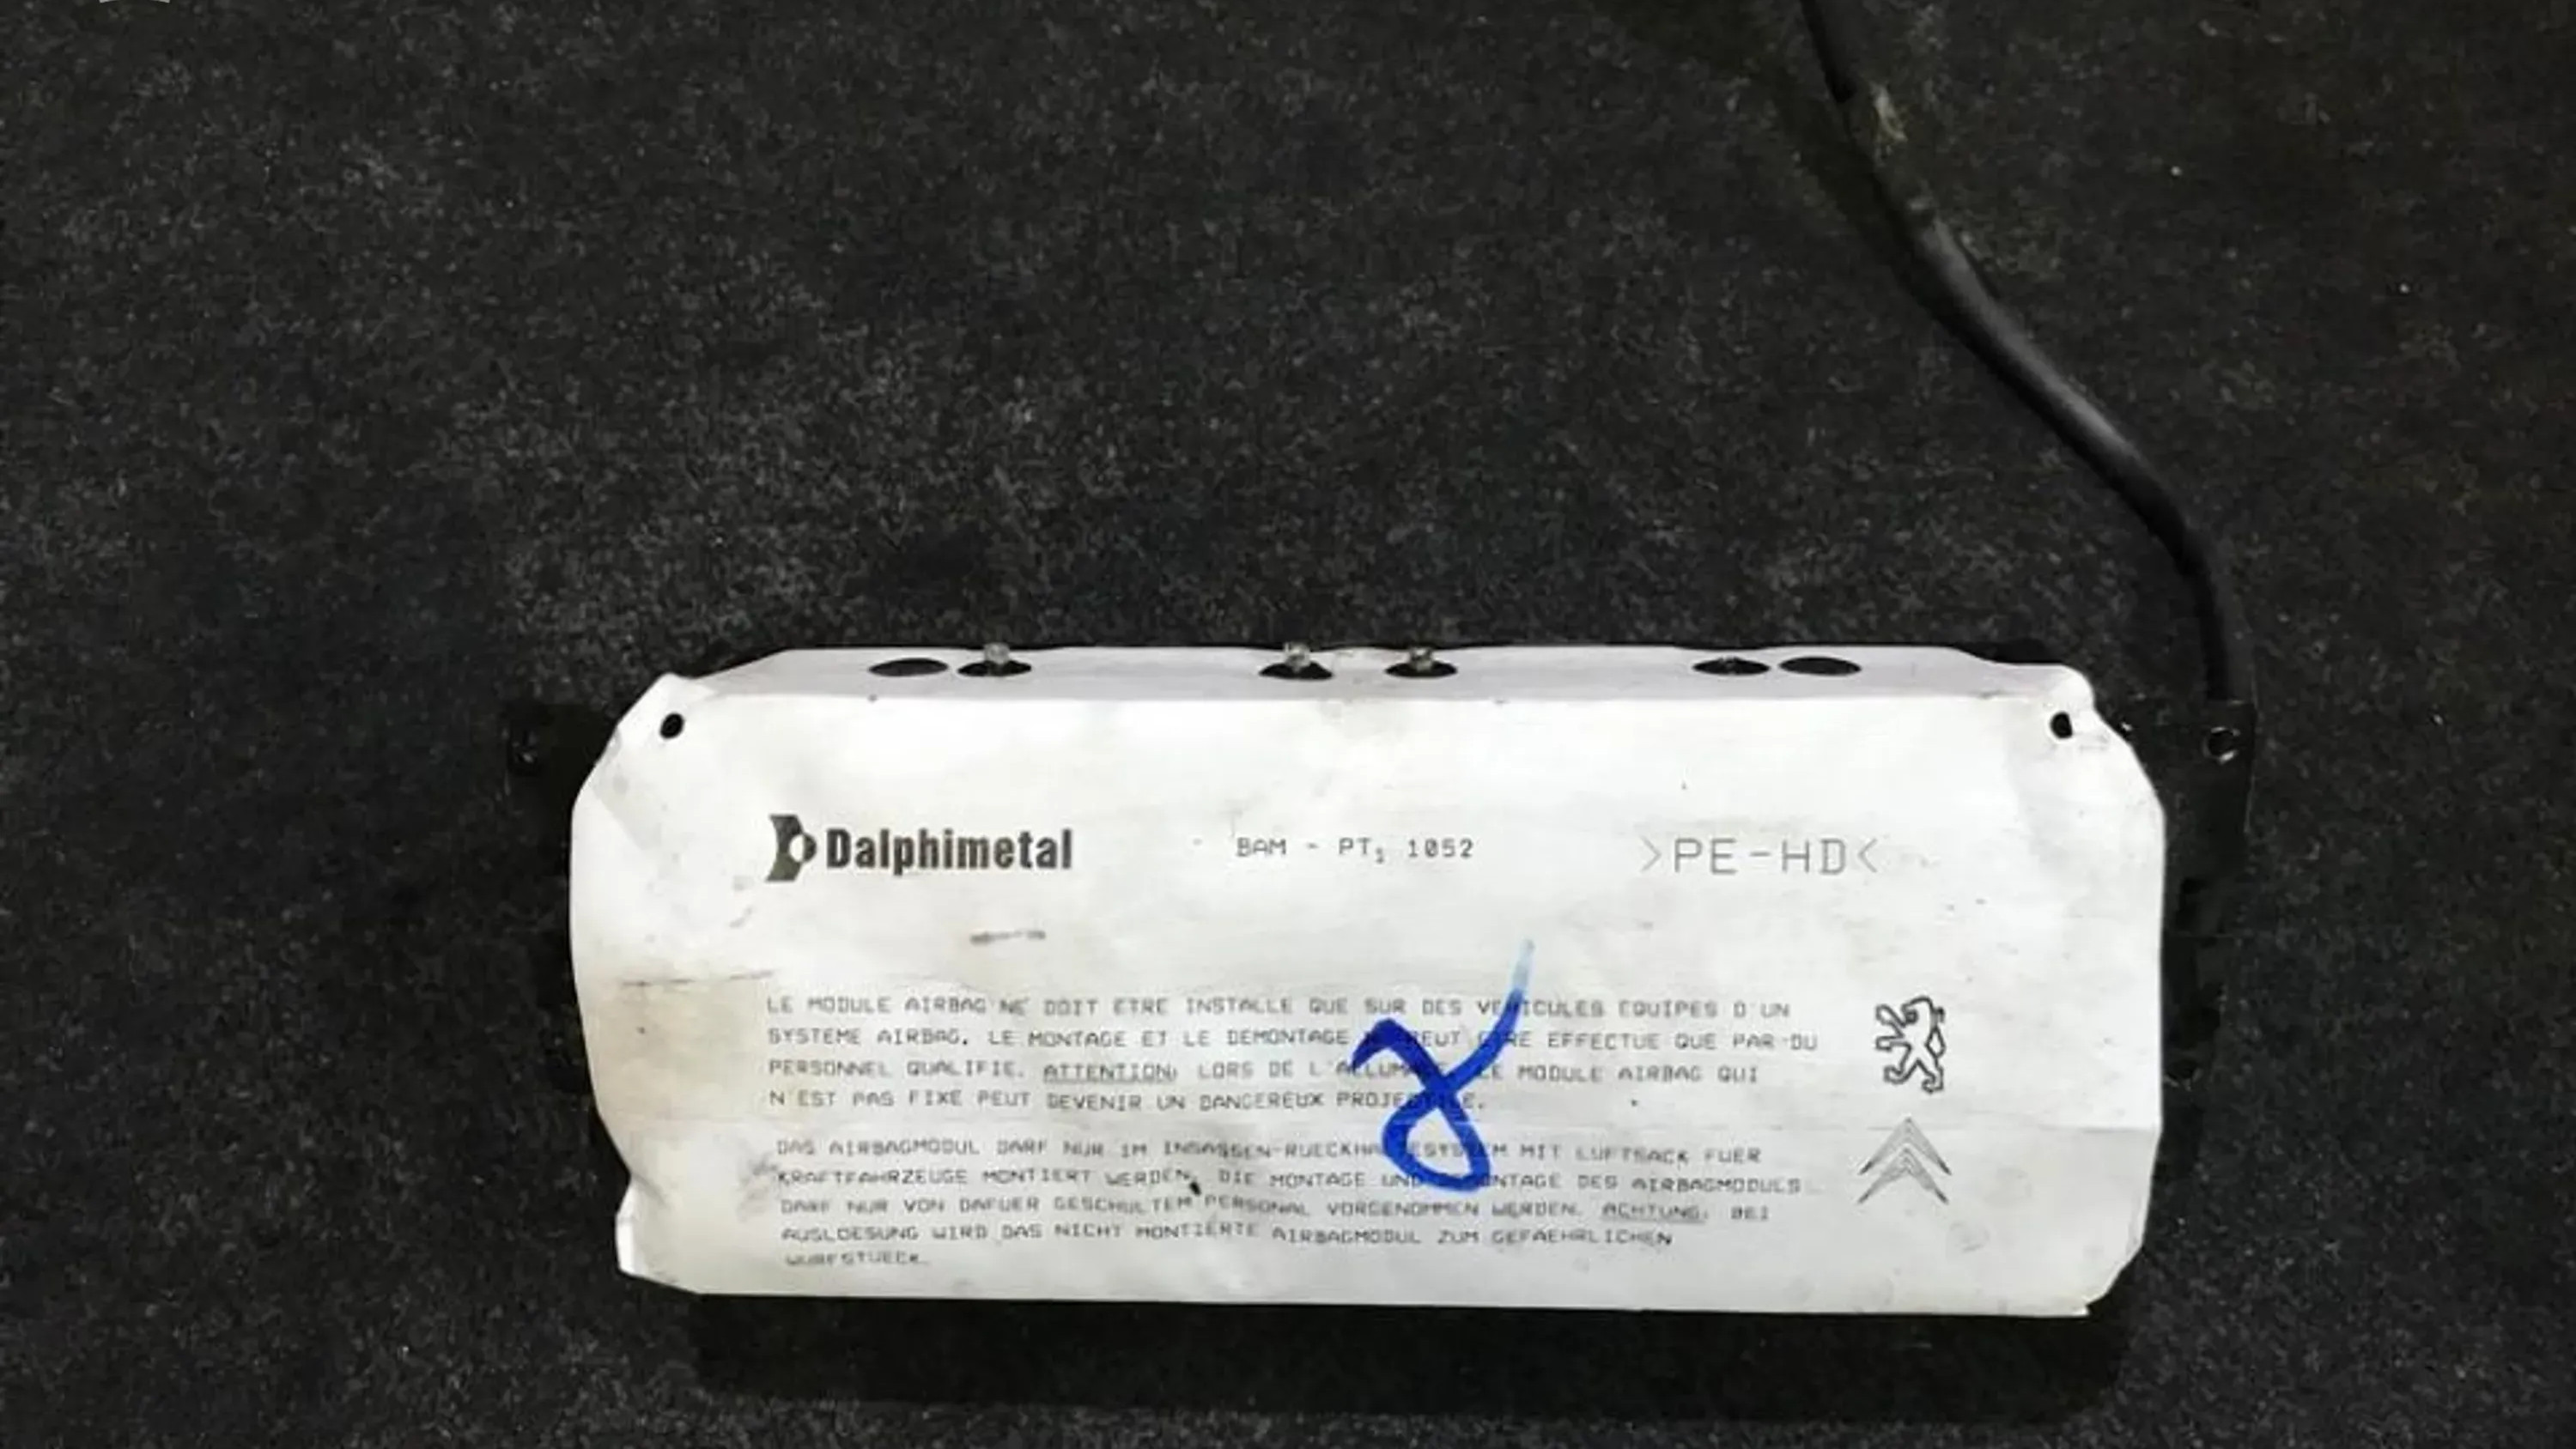 Dalphimetal
BAM - PT1 1052
>PE-HD<
LE MODULE AIRBAG NE DOIT ETRE INSTALLE QUE SUR DES VEHICULES EQUIPES D'UN
SYSTEME AIRBAG. LE MONTAGE ET LE DEMONTAGE PEUT ETRE EFFECTUE QUE PAR DU
PERSONNEL QUALIFIE. ATTENTION: LORS DE L'ALLUMAGE LE MODULE AIRBAG QUI
N'EST PAS FIXE PEUT DEVENIR UN DANGEREUX PROJECTILE.
DAS AIRBAGMODUL DARF NUR IM INSASSEN-RUECKHALTESYSTEM MIT LUFTSACK FUER
KRAFTFAHRZEUGE MONTIERT WERDEN. DIE MONTAGE UND DEMONTAGE DES AIRBAGMODULS
DARF NUR VON DAFUER GESCHULTEM PERSONAL VORGENOMMEN WERDEN. ACHTUNG: BEI
AUSLOESUNG WIRD DAS NICHT MONTIERTE AIRBAGMODUL ZUM GEFAEHRLICHEN
WURFSTUECK.
8